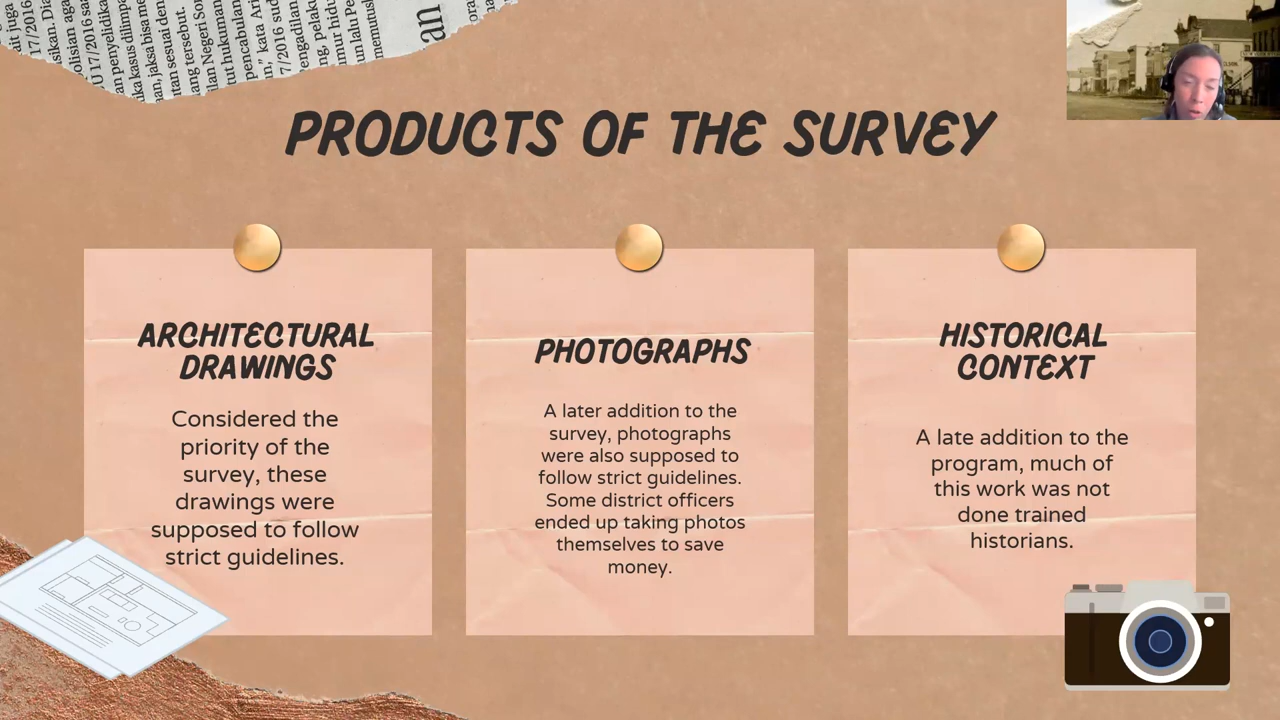 PRODUCTS OF THE SURVEY
ARCHITECTURAL
DRAWINGS
Considered the
priority of the
survey, these
drawings were
supposed to follow
strict guidelines.
PHOTOGRAPHS
A later addition to the
survey, photographs
were also supposed to
follow strict guidelines.
Some district officers
ended up taking photos
themselves to save
money.
HISTORICAL
CONTEXT
A late addition to the
program, much of
this work was not
done trained
historians.